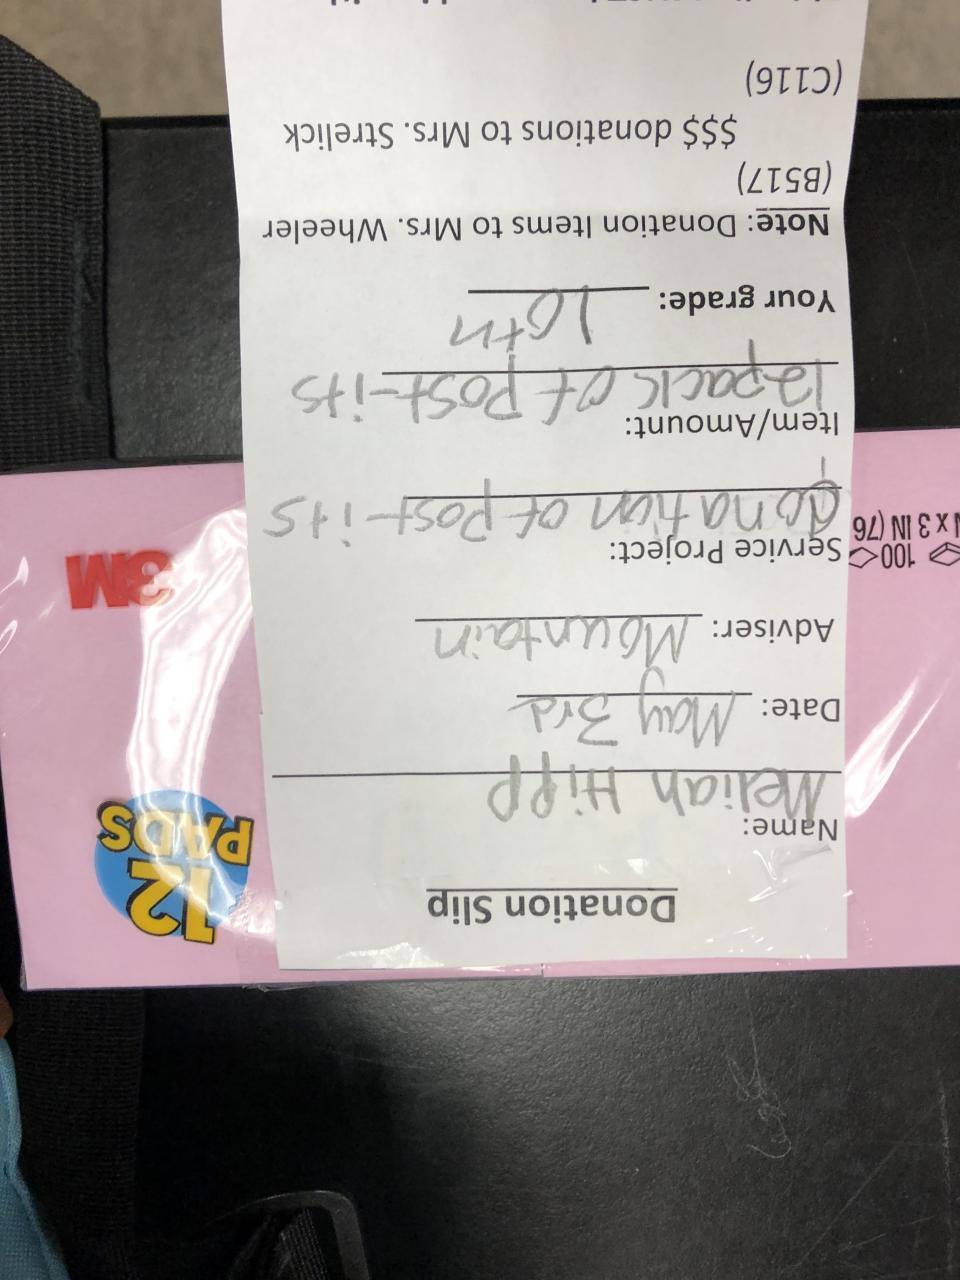 Donation Slip
Name:
Meliah Hipp
Date: May 3rd
Adviser: Mountain
Service Project:
donation of post-its
Item/Amount:
12 pack of post-its
Your grade: 10th
Note: Donation Items to Mrs. Wheeler
(B517)
$$$ donations to Mrs. Strelick
(C116)
12
PADS
3M
100
x 3 IN (76